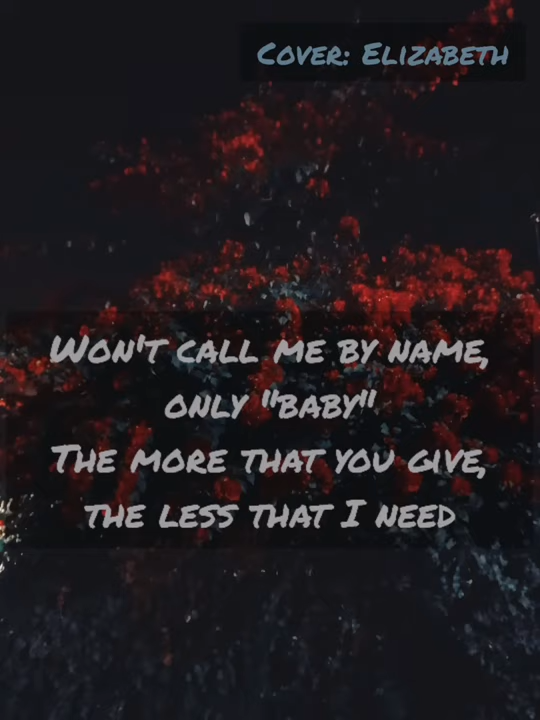 Cover: Elizabeth
Won't call me by name,
only "baby"
The more that you give,
the less that I need